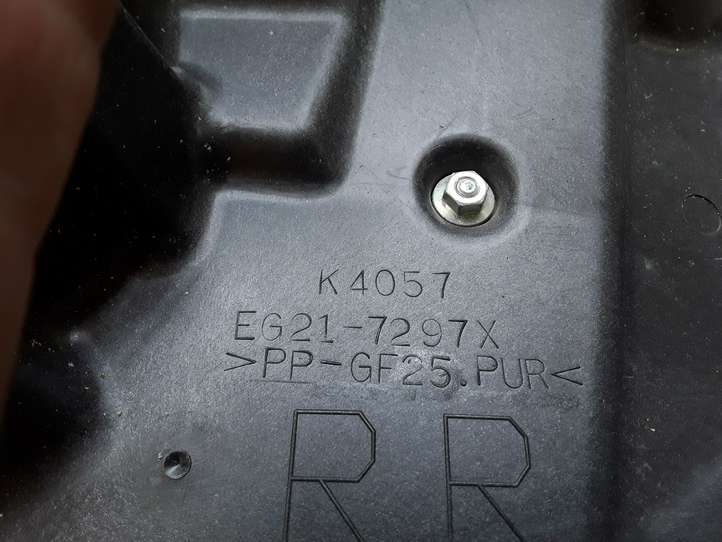 K4057
EG21-7297X
>PP-GF25.PUR<
RR